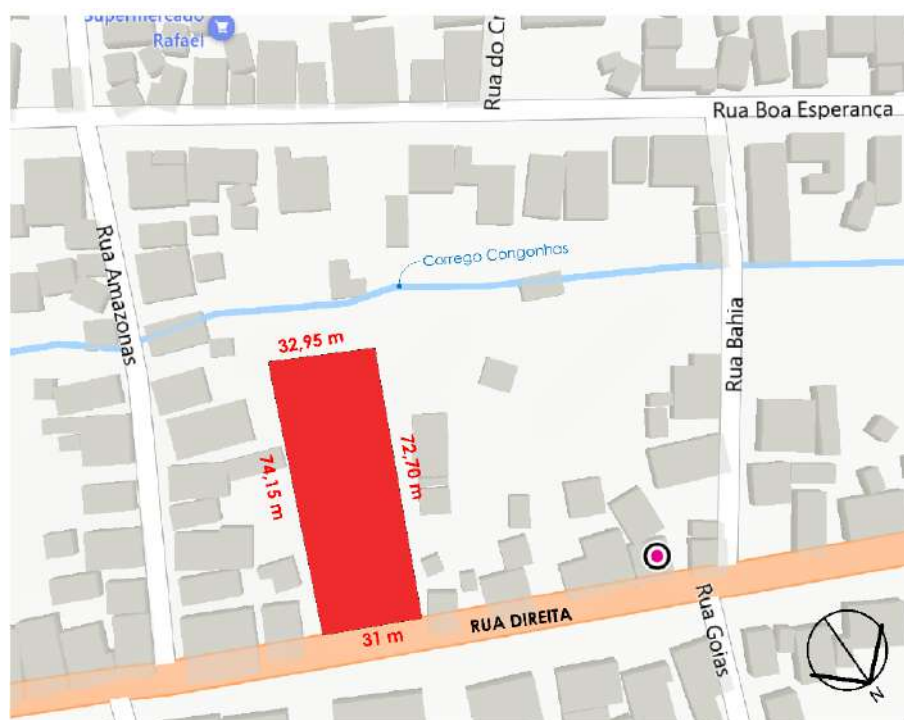 Supermercado
Rafael
Rua do Cr
Rua Boa Esperança
Rua Amazonas
Corrego Congonhas
Rua Bahia
32,95 m
74,15 m
72,70 m
31 m
RUA DIREITA
Rua Goias
N